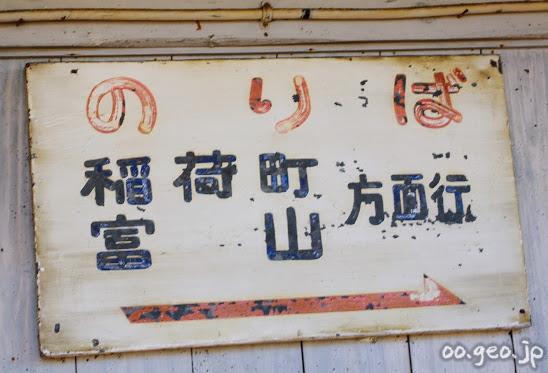 のりば
稲荷町
富山
方面行
oo.geo.jp